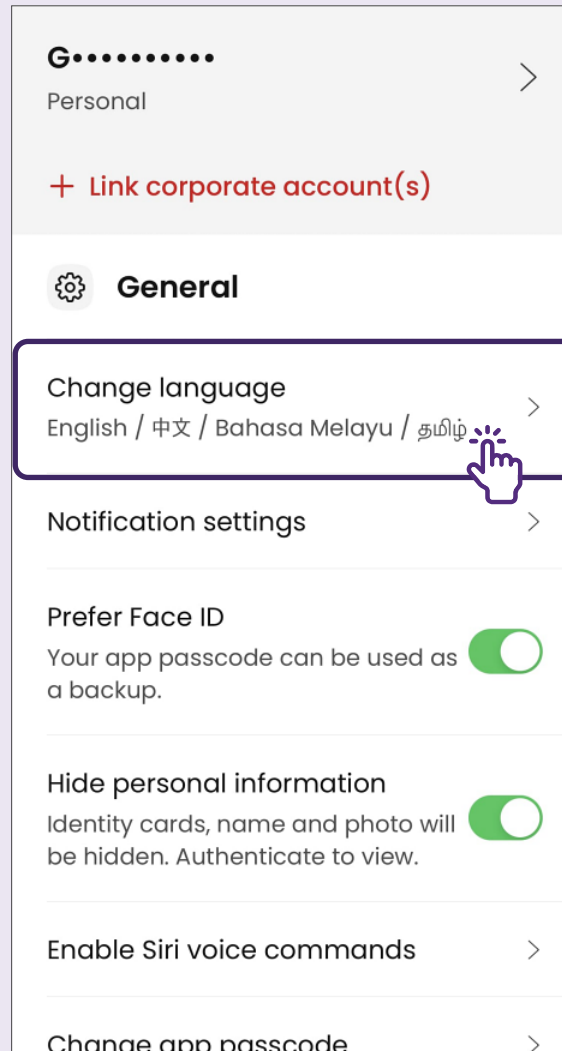 G••••••••••
Personal
+ Link corporate account(s)
General
Change language
English / 中文 / Bahasa Melayu / தமிழ்
Notification settings
Prefer Face ID
Your app passcode can be used as
a backup.
Hide personal information
Identity cards, name and photo will
be hidden. Authenticate to view.
Enable Siri voice commands
Change app passcode